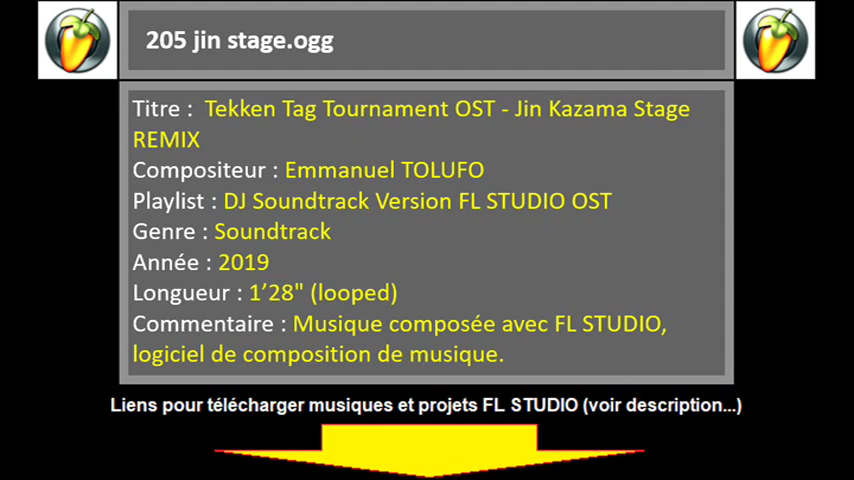 205 jin stage.ogg
Titre :  Tekken Tag Tournament OST - Jin Kazama Stage
REMIX
Compositeur : Emmanuel TOLUFO
Playlist : DJ Soundtrack Version FL STUDIO OST
Genre : Soundtrack
Année : 2019
Longueur : 1’28" (looped)
Commentaire : Musique composée avec FL STUDIO,
logiciel de composition de musique.
Liens pour télécharger musiques et projets FL STUDIO (voir description...)